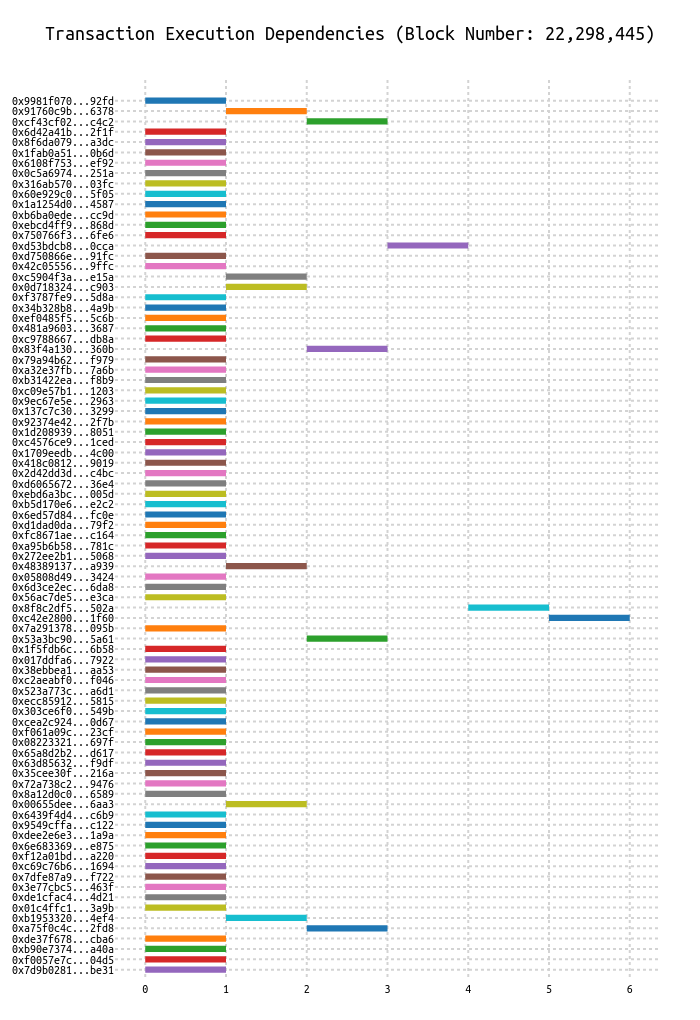 Transaction Execution Dependencies (Block Number: 22,298,445)
0x9981f070...92fd
0x91760c9b...6378
0xcf43cf02...c4c2
0x6d42a41b...2f1f
0x8f6da079...a3dc
0x1fab0a51...0b6d
0x6108f753...ef92
0x0c5a6974...251a
0x316ab570...03fc
0x60e929c0...5f05
0x1a1254d0...4587
0xb6ba0ede...cc9d
0xebcd4ff9...868d
0x750766f3...6fe6
0xd53bdcb8...0cca
0xd750866e...91fc
0x42c05556...9ffc
0xc5904f3a...e15a
0x0d718324...c903
0xf3787fe9...5d8a
0x34b328b8...4a9b
0xef0485f5...5c6b
0x481a9603...3687
0xc9788667...db8a
0x83f4a130...360b
0x79a94b62...f979
0xa32e37fb...7a6b
0xb31422ea...f8b9
0xc09e57b1...1203
0x9ec67e5e...2963
0x137c7c30...3299
0x92374e42...2f7b
0x1d208939...8051
0xc4576ce9...1ced
0x1709eedb...4c00
0x418c0812...9019
0x2d42dd3d...c4bc
0xd6065672...36e4
0xebd6a3bc...005d
0xb5d170e6...e2c2
0x6ed57d84...fc0e
0xd1dad0da...79f2
0xfc8671ae...c164
0xa95b6b58...781c
0x272ee2b1...5068
0x48389137...a939
0x05808d49...3424
0x6d3ce2ec...6da8
0x56ac7de5...e3ca
0x8f8c2df5...502a
0xc42e2800...1f60
0x7a291378...095b
0x53a3bc90...5a61
0x1f5fdb6c...6b58
0x017ddfa6...7922
0x38ebbea1...aa53
0xc2aeabf0...f046
0x523a773c...a6d1
0xecc85912...5815
0x303ce6f0...549b
0xcea2c924...0d67
0xf061a09c...23cf
0x08223321...697f
0x65a8d2b2...d617
0x63d85632...f9df
0x35cee30f...216a
0x72a738c2...9476
0x8a12d0c0...6589
0x00655dee...6aa3
0x6439f4d4...c6b9
0x9549cffa...c122
0xdee2e6e3...1a9a
0x6e683369...e875
0xf12a01bd...a220
0xc69c76b6...1694
0x7dfe87a9...f722
0x3e77cbc5...463f
0xde1cfac4...4d21
0x01c4ffc1...3a9b
0xb1953320...4ef4
0xa75f0c4c...2fd8
0xde37f678...cba6
0xb90e7374...a40a
0xf0057e7c...04d5
0x7d9b0281...be31
0 1 2 3 4 5 6